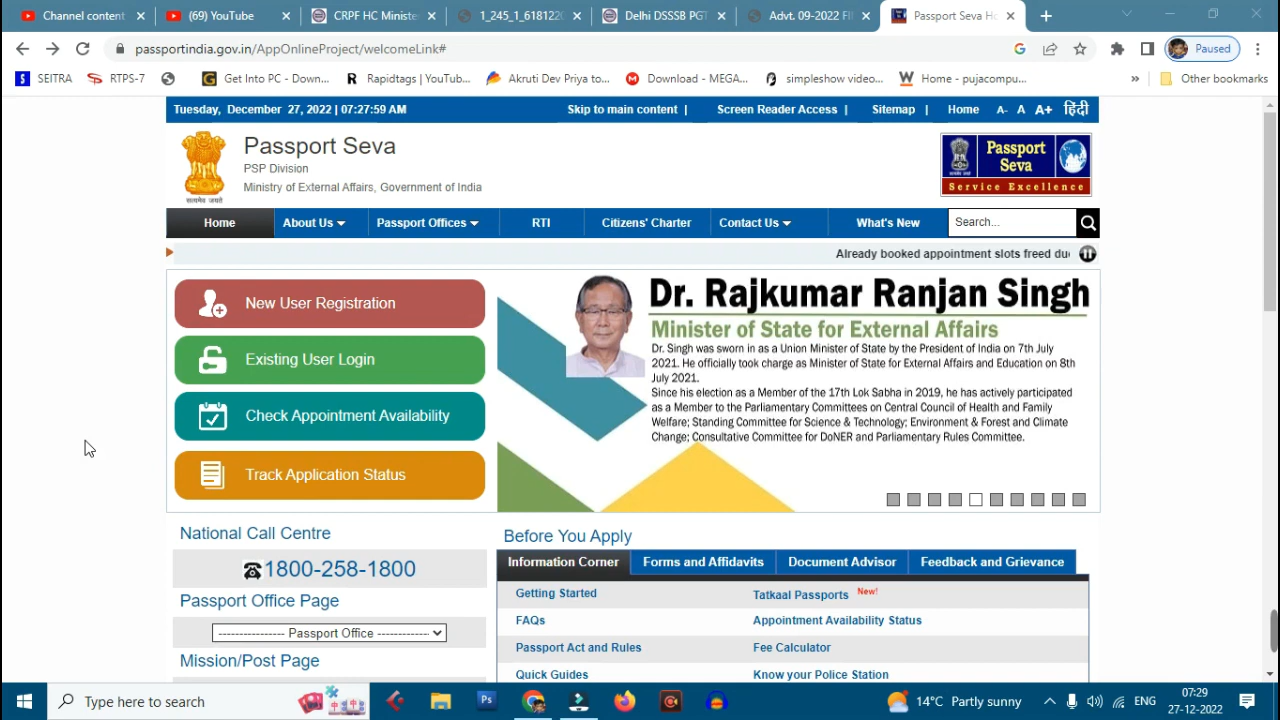 Channel content
(69) YouTube
CRPF HC Ministe
1_245_1_6181220
Delhi DSSSB PGT
Advt. 09-2022 FI
Passport Seva Ho
passportindia.gov.in/AppOnlineProject/welcomeLink#
Paused
SEITRA
RTPS-7
Get Into PC - Down...
Rapidtags | YouTub...
Akruti Dev Priya to...
Download - MEGA...
simpleshow video...
Home - pujacompu...
»
Other bookmarks
Tuesday, December 27, 2022 | 07:27:59 AM
Skip to main content |
Screen Reader Access |
Sitemap |
Home
A- A A+ हिंदी
Passport Seva
PSP Division
Ministry of External Affairs, Government of India
सत्यमेव जयते
Passport
Seva
Service Excellence
Home
About Us
Passport Offices
RTI
Citizens' Charter
Contact Us
What's New
Search...
Already booked appointment slots freed du
New User Registration
Existing User Login
Check Appointment Availability
Track Application Status
Dr. Rajkumar Ranjan Singh
Minister of State for External Affairs
Dr. Singh was sworn in as a Union Minister of State by the President of India on 7th July
2021. He officially took charge as Minister of State for External Affairs and Education on 8th
July 2021.
Since his election as a Member of the 17th Lok Sabha in 2019, he has actively participated
as a Member to the Parliamentary Committees on Central Council of Health and Family
Welfare; Standing Committee for Science & Technology; Environment & Forest and Climate
Change; Consultative Committee for DoNER and Parliamentary Rules Committee.
National Call Centre
1800-258-1800
Passport Office Page
---------------- Passport Office ------------
Mission/Post Page
Before You Apply
Information Corner
Forms and Affidavits
Document Advisor
Feedback and Grievance
Getting Started
Tatkaal Passports New!
FAQs
Appointment Availability Status
Passport Act and Rules
Fee Calculator
Quick Guides
Know your Police Station
Type here to search
Ps
14°C Partly sunny
ENG
07:29
27-12-2022